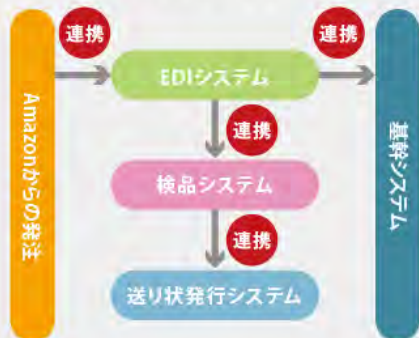 連携
連携
Amazonからの発注
EDIシステム
基幹システム
連携
検品システム
連携
送り状発行システム